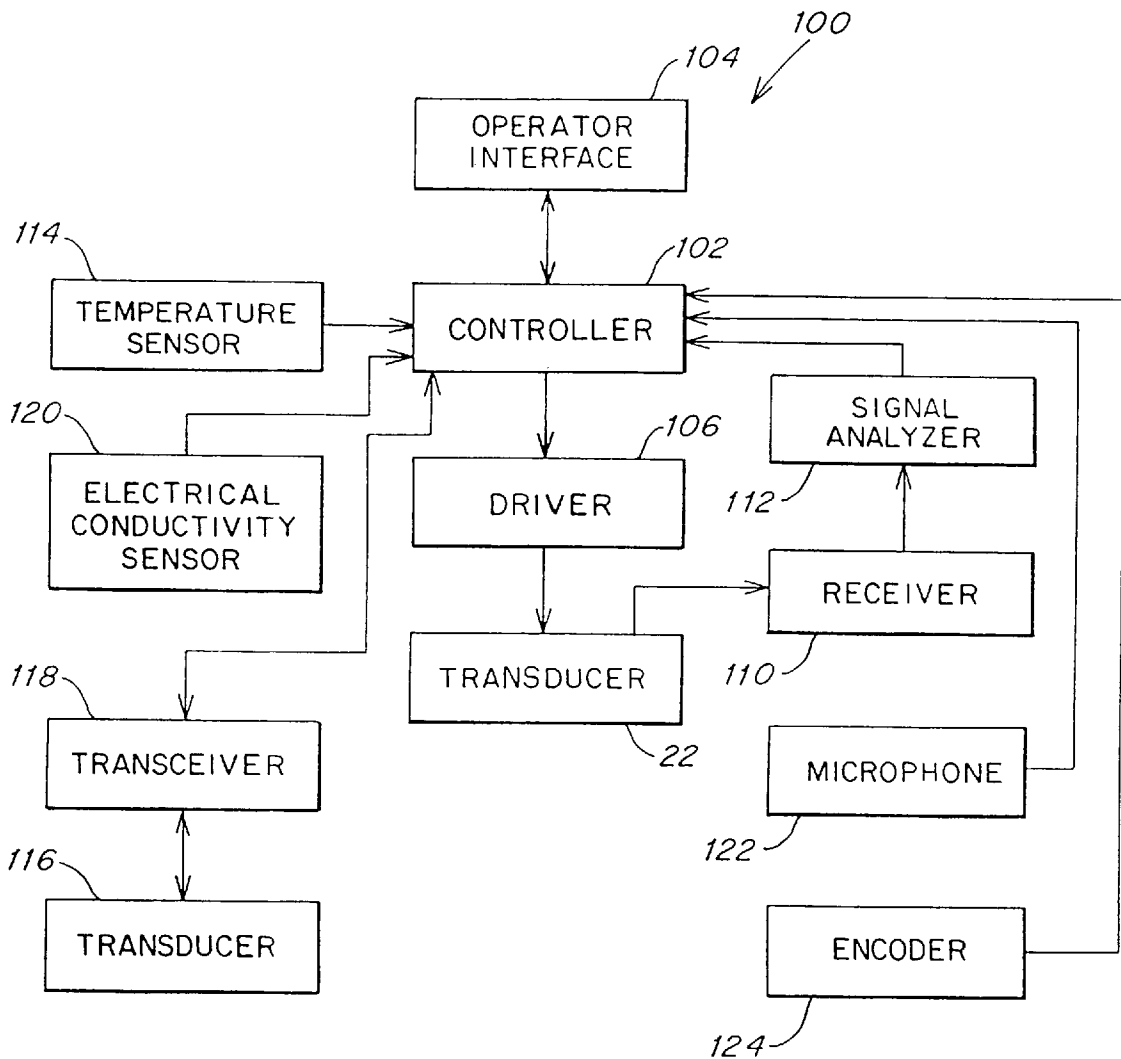 100
104
OPERATOR
INTERFACE
114
102
TEMPERATURE
SENSOR
CONTROLLER
120
106
SIGNAL
ANALYZER
112
ELECTRICAL
CONDUCTIVITY
SENSOR
DRIVER
RECEIVER
110
118
TRANSDUCER
22
TRANSCEIVER
MICROPHONE
122
116
TRANSDUCER
ENCODER
124